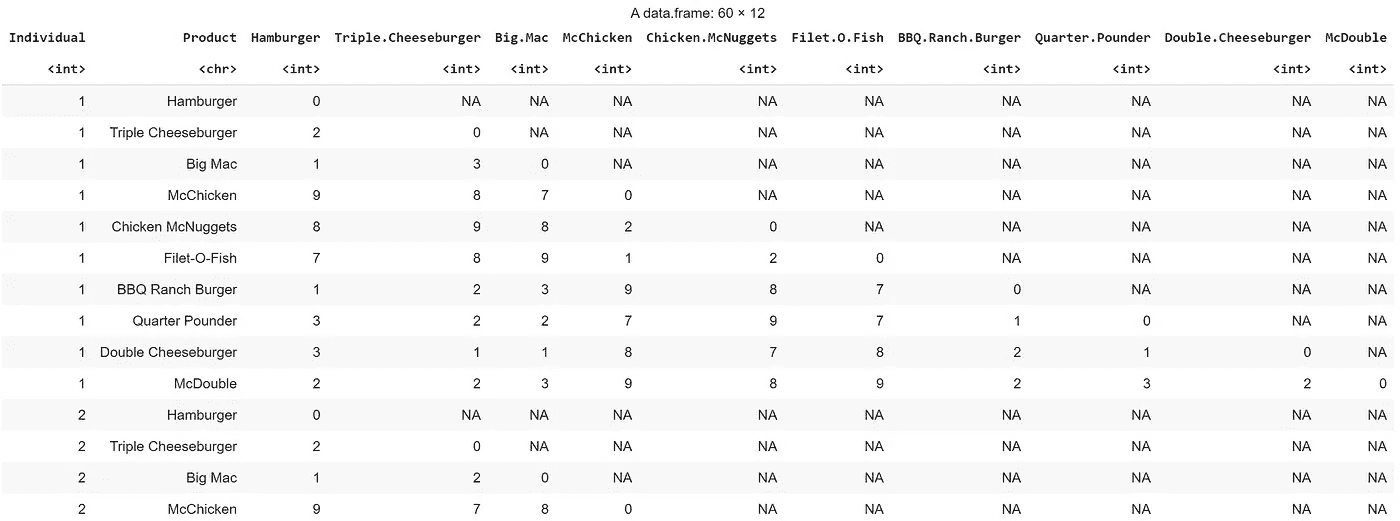 A data.frame: 60 × 12
Individual Product Hamburger Triple.Cheeseburger Big.Mac McChicken Chicken.McNuggets Filet.O.Fish BBQ.Ranch.Burger Quarter.Pounder Double.Cheeseburger McDouble
<int> <chr> <int> <int> <int> <int> <int> <int> <int> <int> <int> <int>
1 Hamburger 0 NA NA NA NA NA NA NA NA NA
1 Triple Cheeseburger 2 0 NA NA NA NA NA NA NA NA
1 Big Mac 1 3 0 NA NA NA NA NA NA NA
1 McChicken 9 8 7 0 NA NA NA NA NA NA
1 Chicken McNuggets 8 9 8 2 0 NA NA NA NA NA
1 Filet-O-Fish 7 8 9 1 2 0 NA NA NA NA
1 BBQ Ranch Burger 1 2 3 9 8 7 0 NA NA NA
1 Quarter Pounder 3 2 2 7 9 7 1 0 NA NA
1 Double Cheeseburger 3 1 1 8 7 8 2 1 0 NA
1 McDouble 2 2 3 9 8 9 2 3 2 0
2 Hamburger 0 NA NA NA NA NA NA NA NA NA
2 Triple Cheeseburger 2 0 NA NA NA NA NA NA NA NA
2 Big Mac 1 2 0 NA NA NA NA NA NA NA
2 McChicken 9 7 8 0 NA NA NA NA NA NA